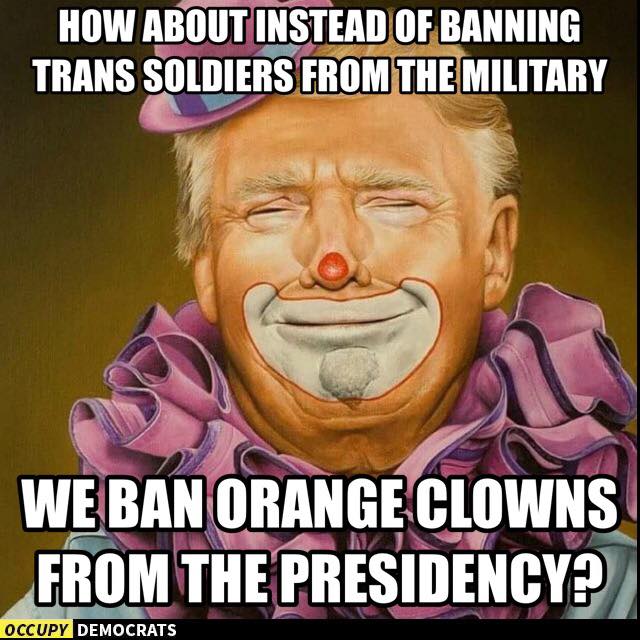 HOW ABOUT INSTEAD OF BANNING
TRANS SOLDIERS FROM THE MILITARY
WE BAN ORANGE CLOWNS
FROM THE PRESIDENCY?
OCCUPY DEMOCRATS